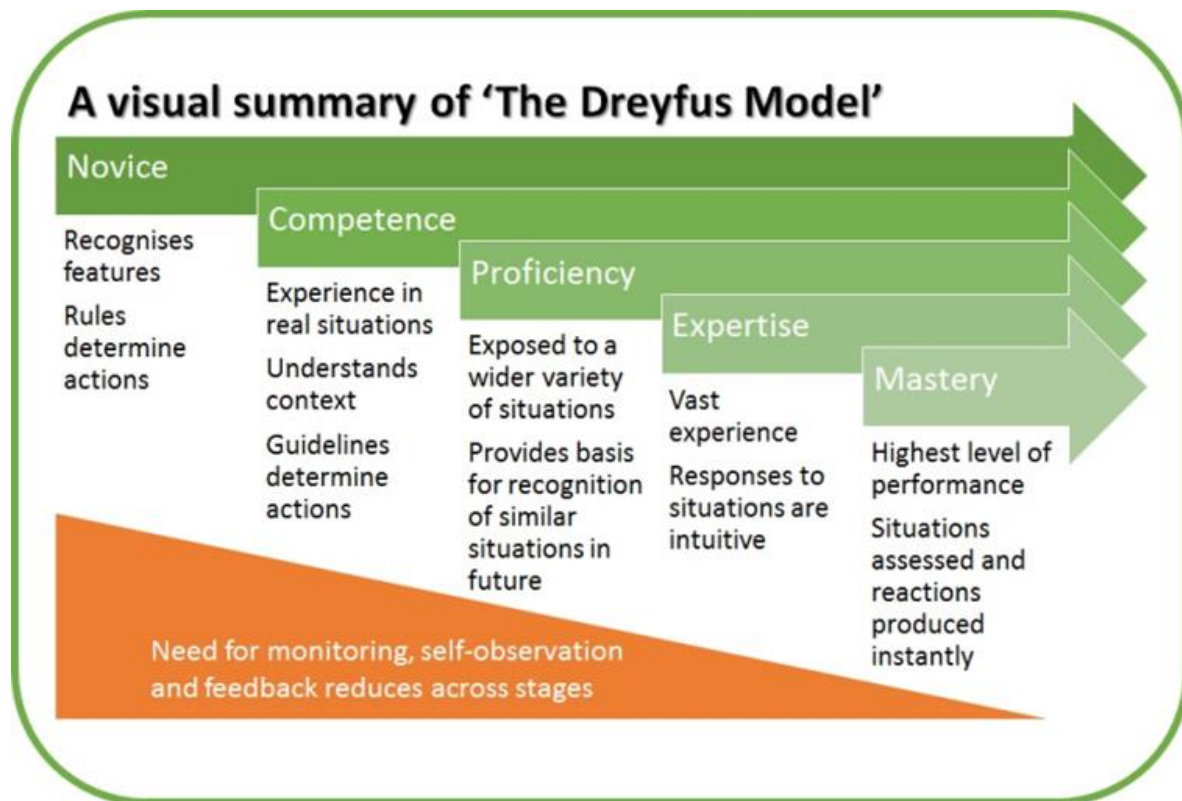 A visual summary of ‘The Dreyfus Model’
Novice
Recognises
features
Rules
determine
actions
Competence
Experience in
real situations
Understands
context
Guidelines
determine
actions
Proficiency
Exposed to a
wider variety
of situations
Provides basis
for recognition
of similar
situations in
future
Expertise
Vast
experience
Responses to
situations are
intuitive
Mastery
Highest level of
performance
Situations
assessed and
reactions
produced
instantly
Need for monitoring, self-observation
and feedback reduces across stages